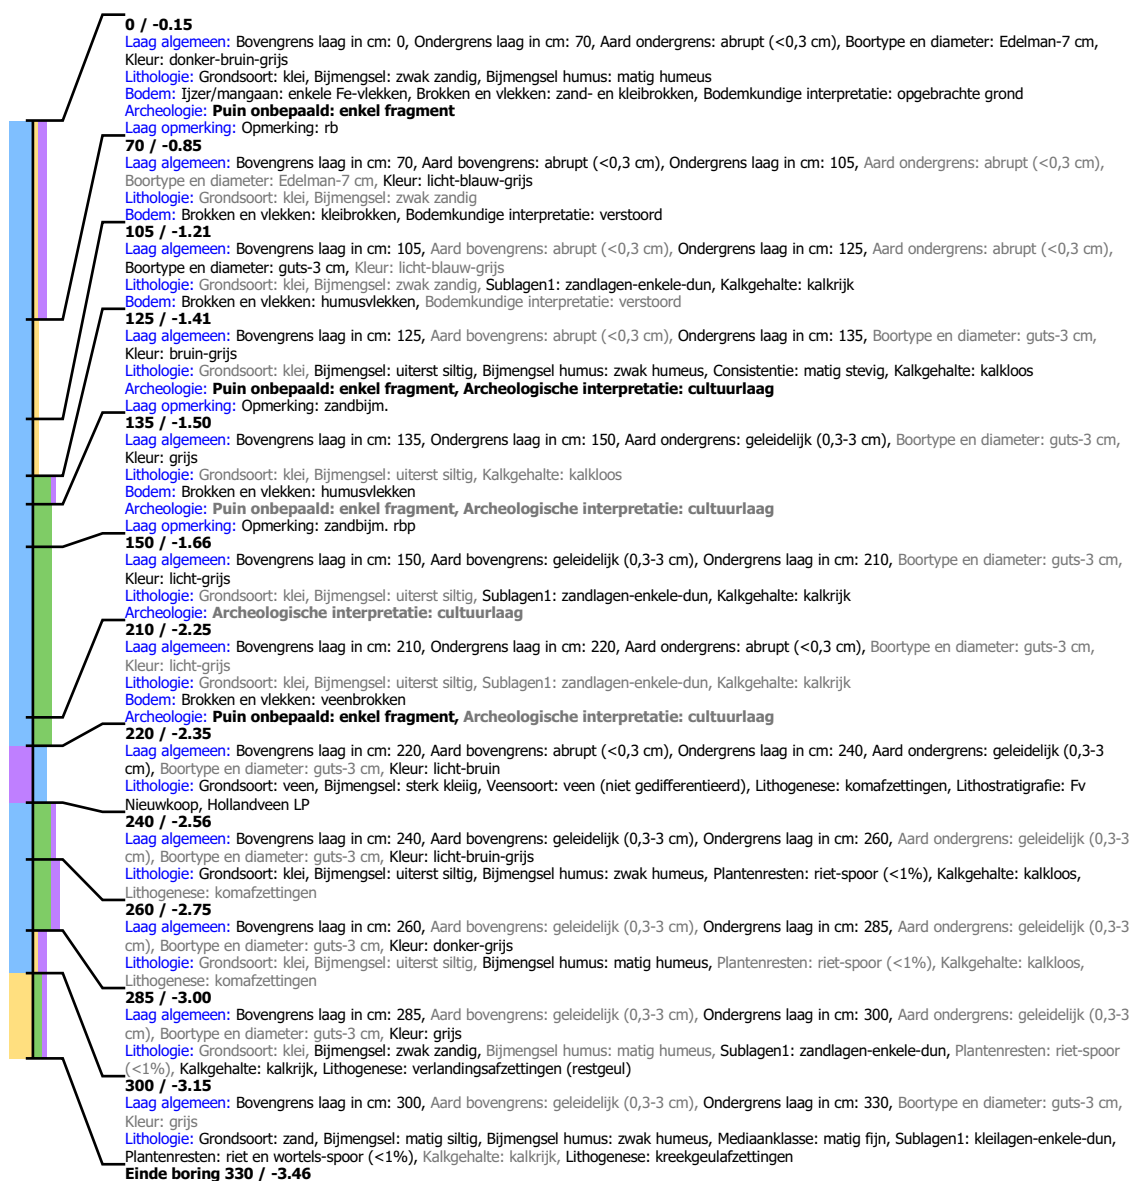 0 / -0.15
Laag algemeen: Bovengrens laag in cm: 0, Ondergrens laag in cm: 70, Aard ondergrens: abrupt (<0,3 cm), Boortype en diameter: Edelman-7 cm,
Kleur: donker-bruin-grijs
Lithologie: Grondsoort: klei, Bijmengsel: zwak zandig, Bijmengsel humus: matig humeus
Bodem: Ijzer/mangaan: enkele Fe-vlekken, Brokken en vlekken: zand- en kleibrokken, Bodemkundige interpretatie: opgebrachte grond
Archeologie: Puin onbepaald: enkel fragment
Laag opmerking: Opmerking: rb
70 / -0.85
Laag algemeen: Bovengrens laag in cm: 70, Aard bovengrens: abrupt (<0,3 cm), Ondergrens laag in cm: 105, Aard ondergrens: abrupt (<0,3 cm),
Boortype en diameter: Edelman-7 cm, Kleur: licht-blauw-grijs
Lithologie: Grondsoort: klei, Bijmengsel: zwak zandig
Bodem: Brokken en vlekken: kleibrokken, Bodemkundige interpretatie: verstoord
105 / -1.21
Laag algemeen: Bovengrens laag in cm: 105, Aard bovengrens: abrupt (<0,3 cm), Ondergrens laag in cm: 125, Aard ondergrens: abrupt (<0,3 cm),
Boortype en diameter: guts-3 cm, Kleur: licht-blauw-grijs
Lithologie: Grondsoort: klei, Bijmengsel: zwak zandig, Sublagen1: zandlagen-enkele-dun, Kalkgehalte: kalkrijk
Bodem: Brokken en vlekken: humusvlekken, Bodemkundige interpretatie: verstoord
125 / -1.41
Laag algemeen: Bovengrens laag in cm: 125, Aard bovengrens: abrupt (<0,3 cm), Ondergrens laag in cm: 135, Boortype en diameter: guts-3 cm,
Kleur: bruin-grijs
Lithologie: Grondsoort: klei, Bijmengsel: uiterst siltig, Bijmengsel humus: zwak humeus, Consistentie: matig stevig, Kalkgehalte: kalkloos
Archeologie: Puin onbepaald: enkel fragment, Archeologische interpretatie: cultuurlaag
Laag opmerking: Opmerking: zandbijm.
135 / -1.50
Laag algemeen: Bovengrens laag in cm: 135, Ondergrens laag in cm: 150, Aard ondergrens: geleidelijk (0,3-3 cm), Boortype en diameter: guts-3 cm,
Kleur: grijs
Lithologie: Grondsoort: klei, Bijmengsel: uiterst siltig, Kalkgehalte: kalkloos
Bodem: Brokken en vlekken: humusvlekken
Archeologie: Puin onbepaald: enkel fragment, Archeologische interpretatie: cultuurlaag
Laag opmerking: Opmerking: zandbijm. rbp
150 / -1.66
Laag algemeen: Bovengrens laag in cm: 150, Aard bovengrens: geleidelijk (0,3-3 cm), Ondergrens laag in cm: 210, Boortype en diameter: guts-3 cm,
Kleur: licht-grijs
Lithologie: Grondsoort: klei, Bijmengsel: uiterst siltig, Sublagen1: zandlagen-enkele-dun, Kalkgehalte: kalkrijk
Archeologie: Archeologische interpretatie: cultuurlaag
210 / -2.25
Laag algemeen: Bovengrens laag in cm: 210, Ondergrens laag in cm: 220, Aard ondergrens: abrupt (<0,3 cm), Boortype en diameter: guts-3 cm,
Kleur: licht-grijs
Lithologie: Grondsoort: klei, Bijmengsel: uiterst siltig, Sublagen1: zandlagen-enkele-dun, Kalkgehalte: kalkrijk
Bodem: Brokken en vlekken: veenbrokken
Archeologie: Puin onbepaald: enkel fragment, Archeologische interpretatie: cultuurlaag
220 / -2.35
Laag algemeen: Bovengrens laag in cm: 220, Aard bovengrens: abrupt (<0,3 cm), Ondergrens laag in cm: 240, Aard ondergrens: geleidelijk (0,3-3
cm), Boortype en diameter: guts-3 cm, Kleur: licht-bruin
Lithologie: Grondsoort: veen, Bijmengsel: sterk kleiig, Veensoort: veen (niet gedifferentieerd), Lithogenese: komafzettingen, Lithostratigrafie: Fv
Nieuwkoop, Hollandveen LP
240 / -2.56
Laag algemeen: Bovengrens laag in cm: 240, Aard bovengrens: geleidelijk (0,3-3 cm), Ondergrens laag in cm: 260, Aard ondergrens: geleidelijk (0,3-3
cm), Boortype en diameter: guts-3 cm, Kleur: licht-bruin-grijs
Lithologie: Grondsoort: klei, Bijmengsel: uiterst siltig, Bijmengsel humus: zwak humeus, Plantenresten: riet-spoor (<1%), Kalkgehalte: kalkloos,
Lithogenese: komafzettingen
260 / -2.75
Laag algemeen: Bovengrens laag in cm: 260, Aard bovengrens: geleidelijk (0,3-3 cm), Ondergrens laag in cm: 285, Aard ondergrens: geleidelijk (0,3-3
cm), Boortype en diameter: guts-3 cm, Kleur: donker-grijs
Lithologie: Grondsoort: klei, Bijmengsel: uiterst siltig, Bijmengsel humus: matig humeus, Plantenresten: riet-spoor (<1%), Kalkgehalte: kalkloos,
Lithogenese: komafzettingen
285 / -3.00
Laag algemeen: Bovengrens laag in cm: 285, Aard bovengrens: geleidelijk (0,3-3 cm), Ondergrens laag in cm: 300, Aard ondergrens: geleidelijk (0,3-3
cm), Boortype en diameter: guts-3 cm, Kleur: grijs
Lithologie: Grondsoort: klei, Bijmengsel: zwak zandig, Bijmengsel humus: matig humeus, Sublagen1: zandlagen-enkele-dun, Plantenresten: riet-spoor
(<1%), Kalkgehalte: kalkrijk, Lithogenese: verlandingsafzettingen (restgeul)
300 / -3.15
Laag algemeen: Bovengrens laag in cm: 300, Aard bovengrens: geleidelijk (0,3-3 cm), Ondergrens laag in cm: 330, Boortype en diameter: guts-3 cm,
Kleur: grijs
Lithologie: Grondsoort: zand, Bijmengsel: matig siltig, Bijmengsel humus: zwak humeus, Mediaanklasse: matig fijn, Sublagen1: kleilagen-enkele-dun,
Plantenresten: riet en wortels-spoor (<1%), Kalkgehalte: kalkrijk, Lithogenese: kreekgeulafzettingen
Einde boring 330 / -3.46